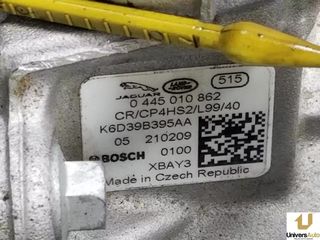 JAGUAR LAND ROVER 515
0 445 010 862
CR/CP4HS2/L99/40
K6D39B395AA
05 210209
BOSCH 0100
XBAY3
Made in Czech Republic
UniversAuto